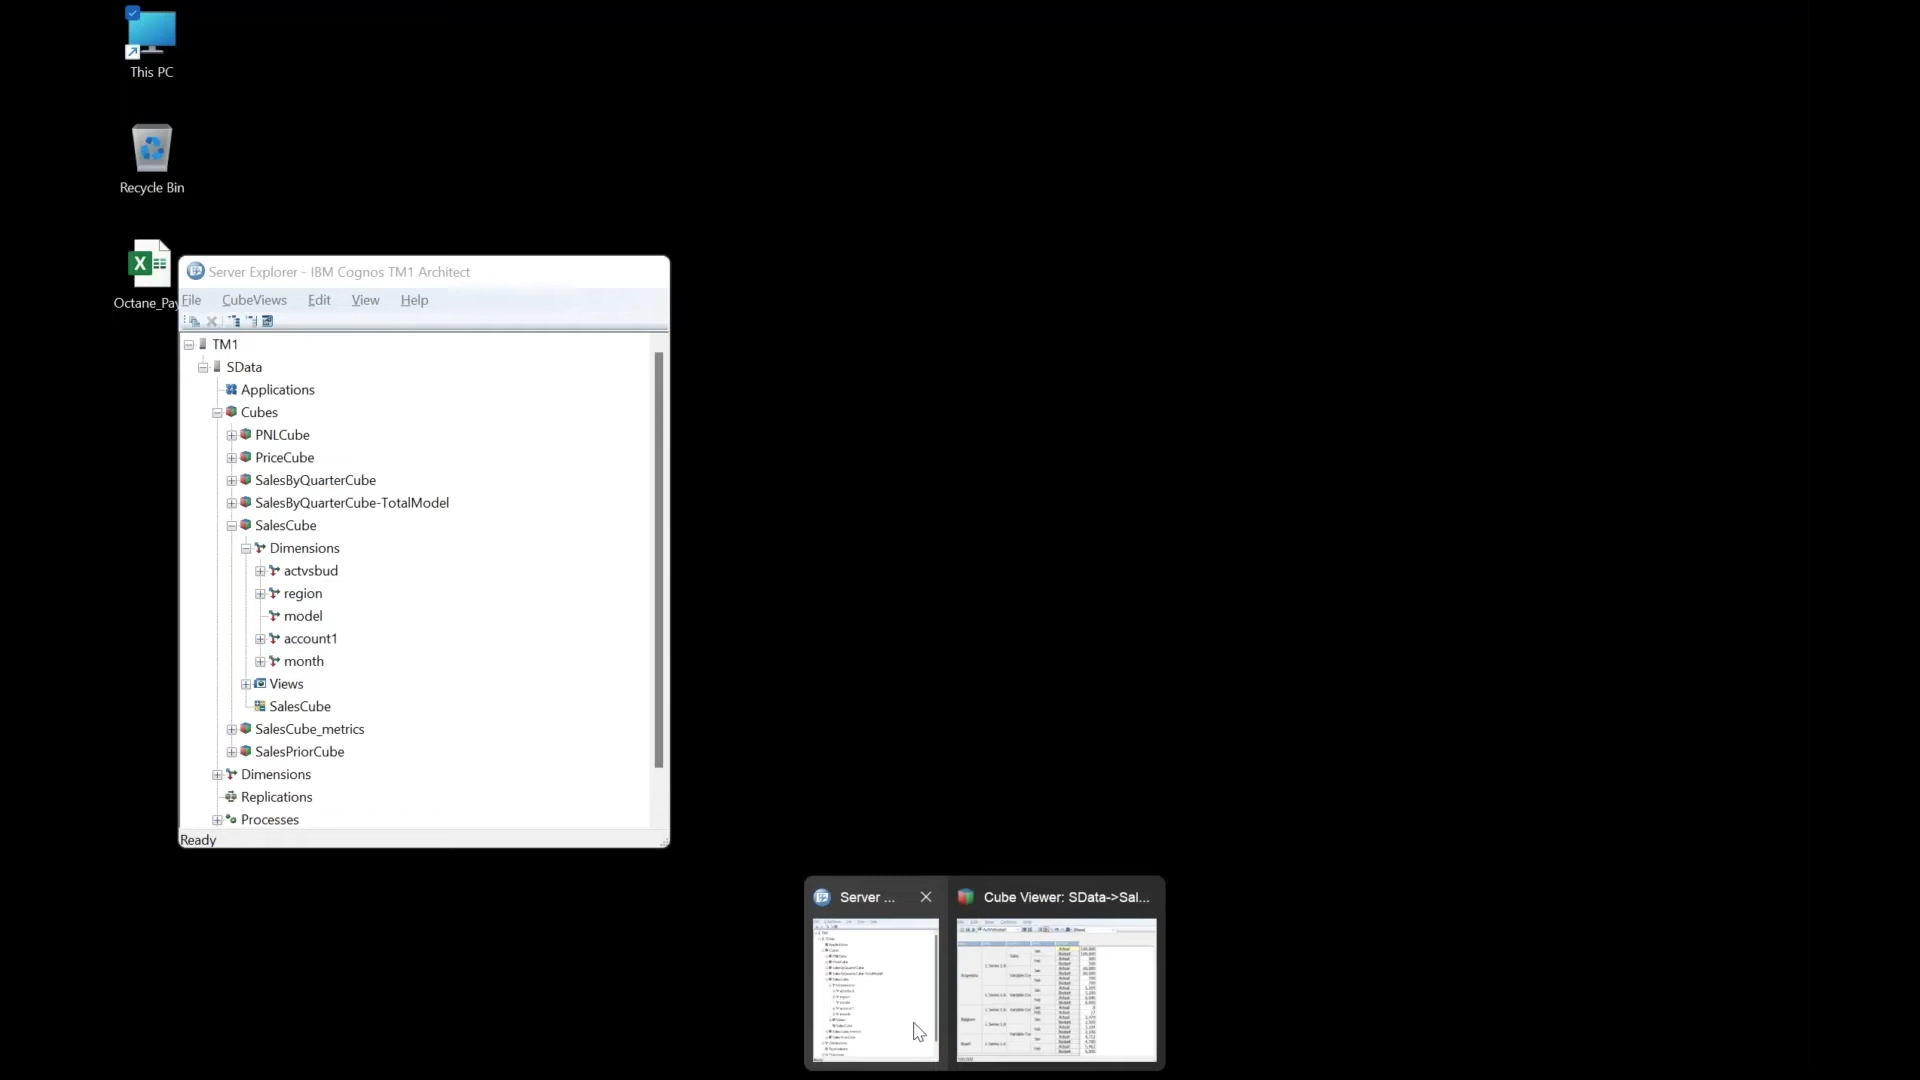 This PC
Recycle Bin
Octane_Pay
Server Explorer - IBM Cognos TM1 Architect
File CubeViews Edit View Help
TM1
SData
Applications
Cubes
PNLCube
PriceCube
SalesByQuarterCube
SalesByQuarterCube-TotalModel
SalesCube
Dimensions
actvsbud
region
model
account1
month
Views
SalesCube
SalesCube_metrics
SalesPriorCube
Dimensions
Replications
Processes
Ready
Server ...
Cube Viewer: SData->Sal...